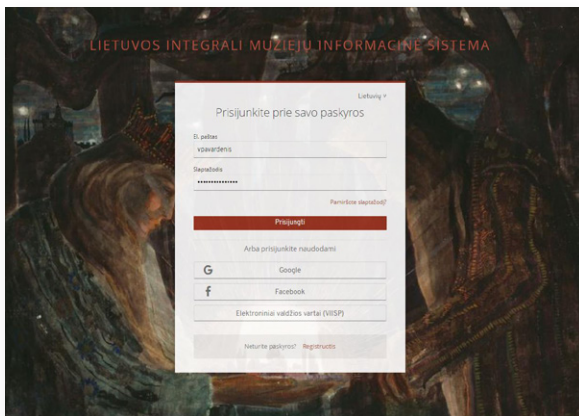 LIETUVOS INTEGRALI MUZIEJŲ INFORMACINĖ SISTEMA
Lietuvių
Prisijunkite prie savo paskyros
El. paštas
vpavardenis
Slaptažodis
••••••••••••••
Pamiršote slaptažodį?
Prisijungti
Arba prisijunkite naudodami
Google
Facebook
Elektroniniai valdžios vartai (VIISP)
Neturite paskyros? Registruotis